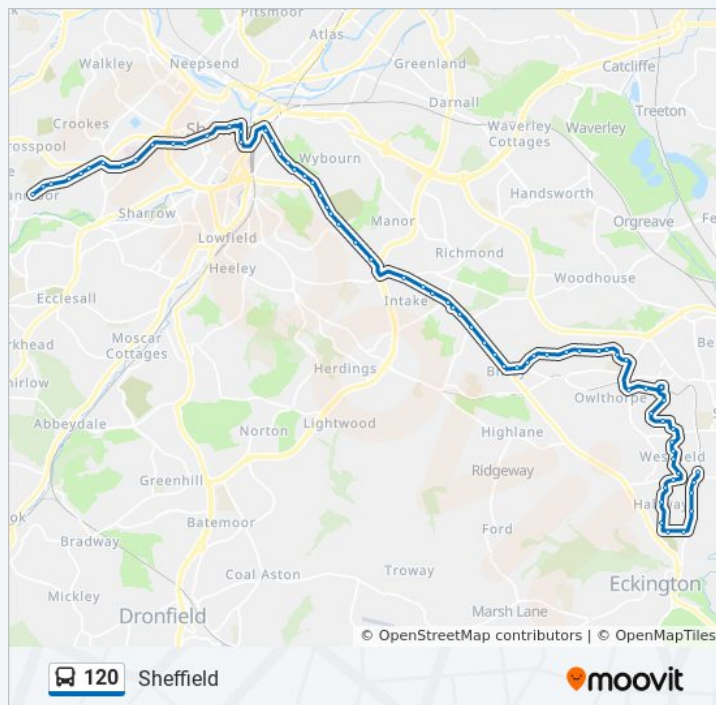 Pitsmoor
Atlas
Walkley
Neepsend
Greenland
Catcliffe
Darnall
Treeton
Crookes
Waverley
Cottages
Waverley
Wybourn
Handsworth
Sharrow
Manor
Orgreave
Lowfield
Richmond
Heeley
Woodhouse
Ecclesall
Intake
Moscar
Cottages
Herdings
Owlthorpe
Abbeydale
Norton
Lightwood
Highlane
Ridgeway
Greenhill
Batemoor
Ford
Bradway
Coal Aston
Troway
Eckington
Mickley
Dronfield
Marsh Lane
© OpenStreetMap contributors | © OpenMapTiles
120 Sheffield
moovit